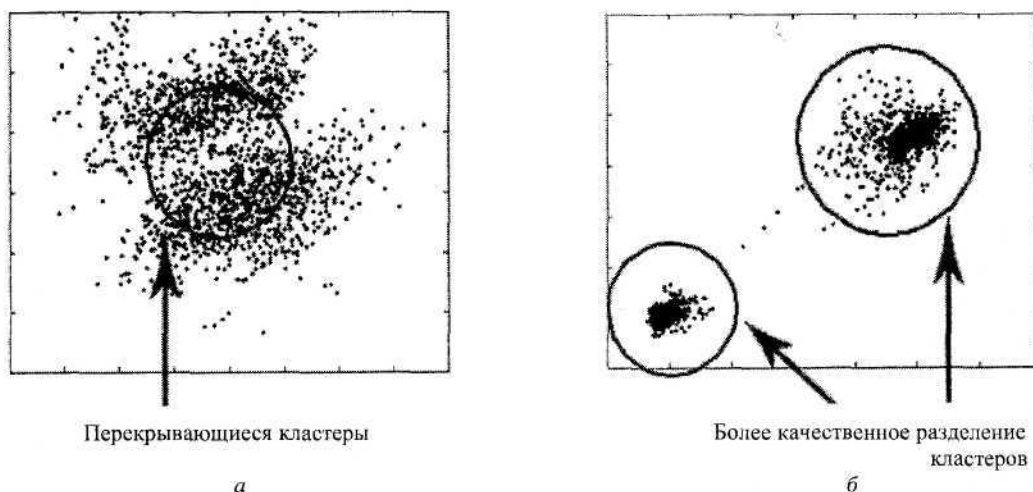 Перекрывающиеся кластеры
а
Более качественное разделение
кластеров
б